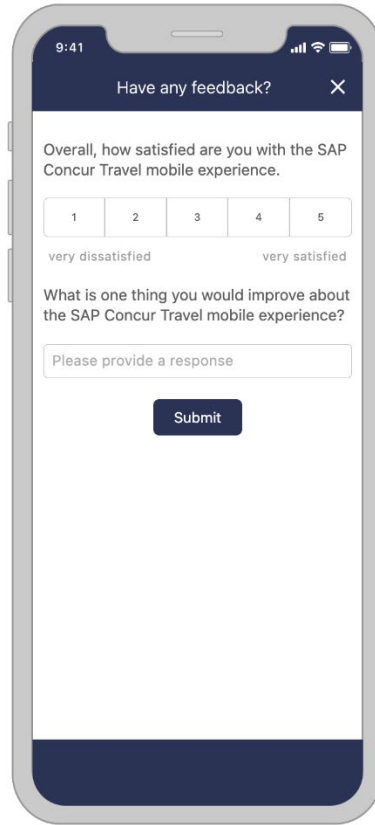 9:41
Have any feedback?
Overall, how satisfied are you with the SAP
Concur Travel mobile experience.
1 2 3 4 5
very dissatisfied very satisfied
What is one thing you would improve about
the SAP Concur Travel mobile experience?
Please provide a response
Submit